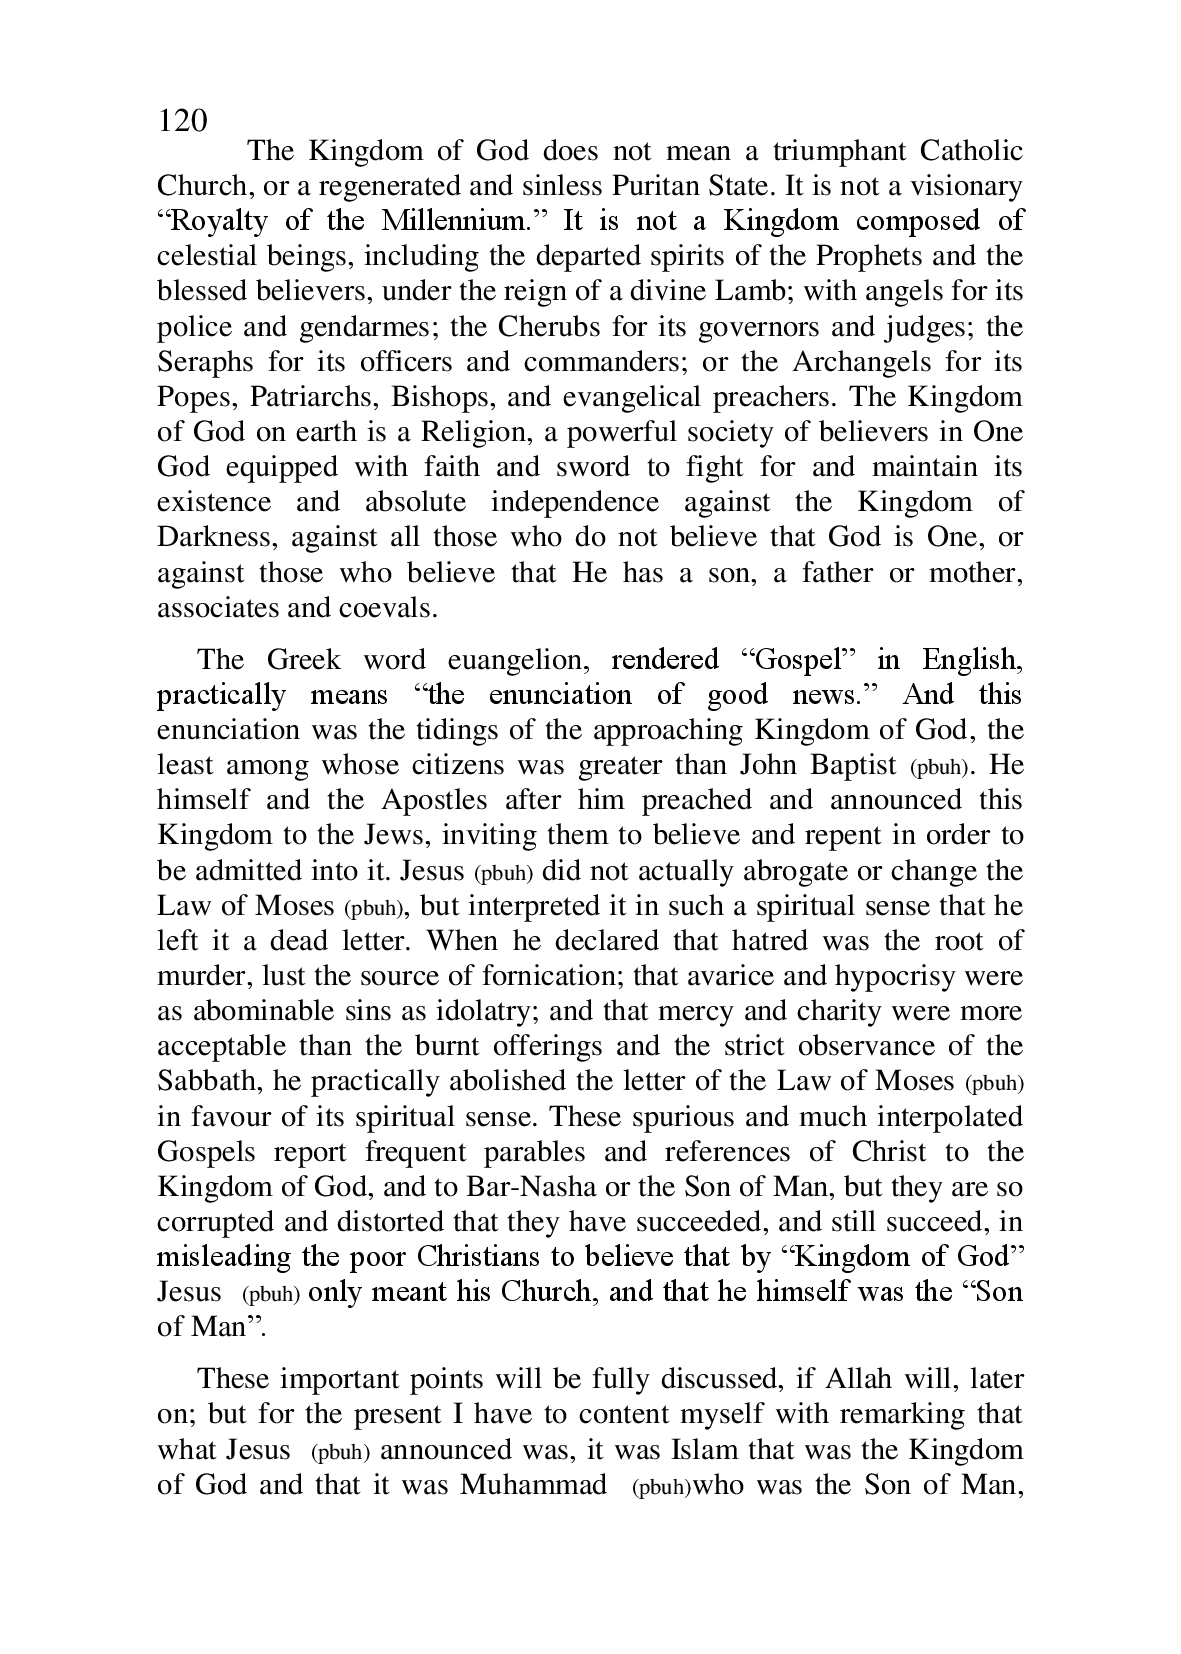 120
The Kingdom of God does not mean a triumphant Catholic
Church, or a regenerated and sinless Puritan State. It is not a visionary
“Royalty of the Millennium.” It is not a Kingdom composed of
celestial beings, including the departed spirits of the Prophets and the
blessed believers, under the reign of a divine Lamb; with angels for its
police and gendarmes; the Cherubs for its governors and judges; the
Seraphs for its officers and commanders; or the Archangels for its
Popes, Patriarchs, Bishops, and evangelical preachers. The Kingdom
of God on earth is a Religion, a powerful society of believers in One
God equipped with faith and sword to fight for and maintain its
existence and absolute independence against the Kingdom of
Darkness, against all those who do not believe that God is One, or
against those who believe that He has a son, a father or mother,
associates and coevals.
The Greek word euangelion, rendered “Gospel” in English,
practically means “the enunciation of good news.” And this
enunciation was the tidings of the approaching Kingdom of God, the
least among whose citizens was greater than John Baptist (pbuh). He
himself and the Apostles after him preached and announced this
Kingdom to the Jews, inviting them to believe and repent in order to
be admitted into it. Jesus (pbuh) did not actually abrogate or change the
Law of Moses (pbuh), but interpreted it in such a spiritual sense that he
left it a dead letter. When he declared that hatred was the root of
murder, lust the source of fornication; that avarice and hypocrisy were
as abominable sins as idolatry; and that mercy and charity were more
acceptable than the burnt offerings and the strict observance of the
Sabbath, he practically abolished the letter of the Law of Moses (pbuh)
in favour of its spiritual sense. These spurious and much interpolated
Gospels report frequent parables and references of Christ to the
Kingdom of God, and to Bar-Nasha or the Son of Man, but they are so
corrupted and distorted that they have succeeded, and still succeed, in
misleading the poor Christians to believe that by “Kingdom of God”
Jesus (pbuh) only meant his Church, and that he himself was the “Son
of Man”.
These important points will be fully discussed, if Allah will, later
on; but for the present I have to content myself with remarking that
what Jesus (pbuh) announced was, it was Islam that was the Kingdom
of God and that it was Muhammad (pbuh)who was the Son of Man,